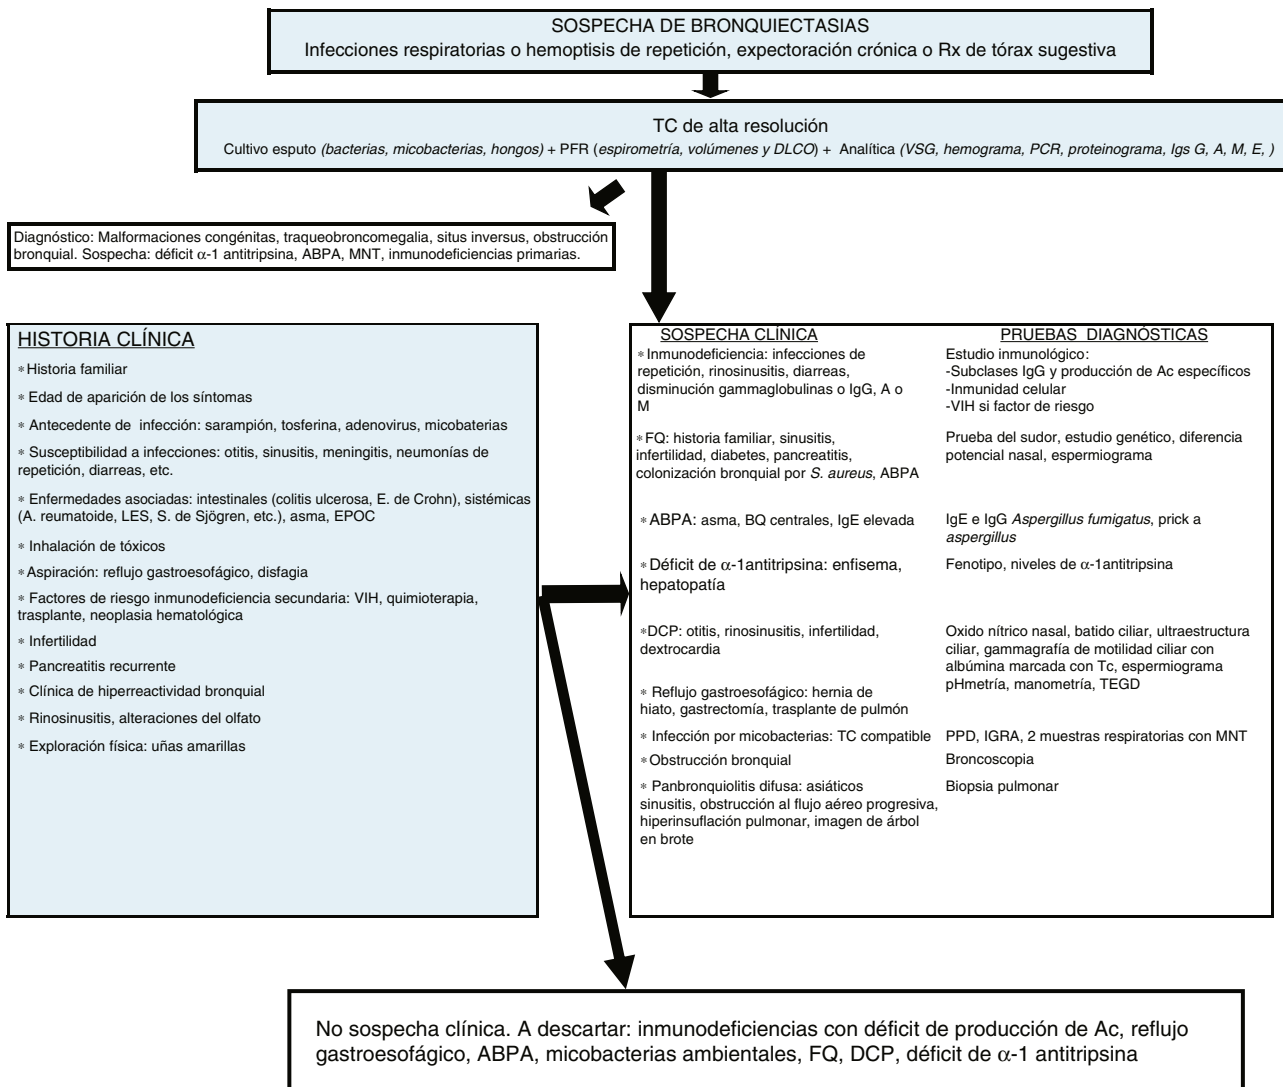 SOSPECHA DE BRONQUIECTASIAS
Infecciones respiratorias o hemoptisis de repetición, expectoración crónica o Rx de tórax sugestiva
TC de alta resolución
Cultivo esputo (bacterias, micobacterias, hongos) + PFR (espirometría, volúmenes y DLCO) + Analítica (VSG, hemograma, PCR, proteinograma, Igs G, A, M, E, )
Diagnóstico: Malformaciones congénitas, traqueobroncomegalia, situs inversus, obstrucción
bronquial. Sospecha: déficit α-1 antitripsina, ABPA, MNT, inmunodeficiencias primarias.
HISTORIA CLÍNICA
* Historia familiar
* Edad de aparición de los síntomas
* Antecedente de infección: sarampión, tosferina, adenovirus, micobaterias
* Susceptibilidad a infecciones: otitis, sinusitis, meningitis, neumonías de
repetición, diarreas, etc.
* Enfermedades asociadas: intestinales (colitis ulcerosa, E. de Crohn), sistémicas
(A. reumatoide, LES, S. de Sjögren, etc.), asma, EPOC
* Inhalación de tóxicos
* Aspiración: reflujo gastroesofágico, disfagia
* Factores de riesgo inmunodeficiencia secundaria: VIH, quimioterapia,
trasplante, neoplasia hematológica
* Infertilidad
* Pancreatitis recurrente
* Clínica de hiperreactividad bronquial
* Rinosinusitis, alteraciones del olfato
* Exploración física: uñas amarillas
SOSPECHA CLÍNICA
* Inmunodeficiencia: infecciones de
repetición, rinosinusitis, diarreas,
disminución gammaglobulinas o IgG, A o
M
* FQ: historia familiar, sinusitis,
infertilidad, diabetes, pancreatitis,
colonización bronquial por S. aureus, ABPA
* ABPA: asma, BQ centrales, IgE elevada
* Déficit de α-1antitripsina: enfisema,
hepatopatía
*DCP: otitis, rinosinusitis, infertilidad,
dextrocardia
* Reflujo gastroesofágico: hernia de
hiato, gastrectomía, trasplante de pulmón
* Infección por micobacterias: TC compatible
* Obstrucción bronquial
* Panbronquiolitis difusa: asiáticos
sinusitis, obstrucción al flujo aéreo progresiva,
hiperinsuflación pulmonar, imagen de árbol
en brote
PRUEBAS DIAGNÓSTICAS
Estudio inmunológico:
-Subclases IgG y producción de Ac específicos
-Inmunidad celular
-VIH si factor de riesgo
Prueba del sudor, estudio genético, diferencia
potencial nasal, espermiograma
IgE e IgG Aspergillus fumigatus, prick a
aspergillus
Fenotipo, niveles de α-1antitripsina
Oxido nítrico nasal, batido ciliar, ultraestructura
ciliar, gammagrafía de motilidad ciliar con
albúmina marcada con Tc, espermiograma
pHmetría, manometría, TEGD
PPD, IGRA, 2 muestras respiratorias con MNT
Broncoscopia
Biopsia pulmonar
No sospecha clínica. A descartar: inmunodeficiencias con déficit de producción de Ac, reflujo
gastroesofágico, ABPA, micobacterias ambientales, FQ, DCP, déficit de α-1 antitripsina